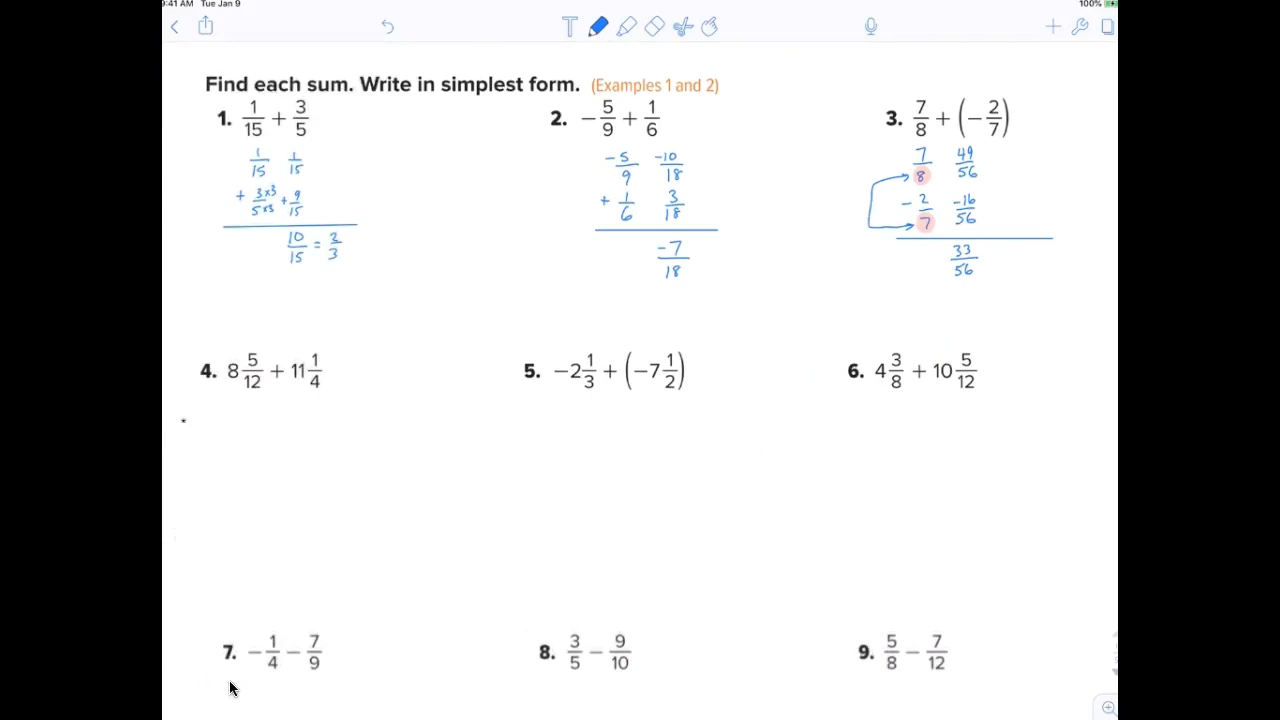 9:41 AM Tue Jan 9
100%
Find each sum. Write in simplest form. (Examples 1 and 2)
1. 1/15 + 3/5
2. −5/9 + 1/6
3. 7/8 + (−2/7)
1/15 1/15
+ 3×3/5×3 + 9/15
10/15 = 2/3
−5/9 −10/18
+ 1/6 3/18
−7/18
7/8 49/56
− 2/7 −16/56
33/56
4. 8 5/12 + 11 1/4
5. −2 1/3 + (−7 1/2)
6. 4 3/8 + 10 5/12
7. −1/4 − 7/9
8. 3/5 − 9/10
9. 5/8 − 7/12